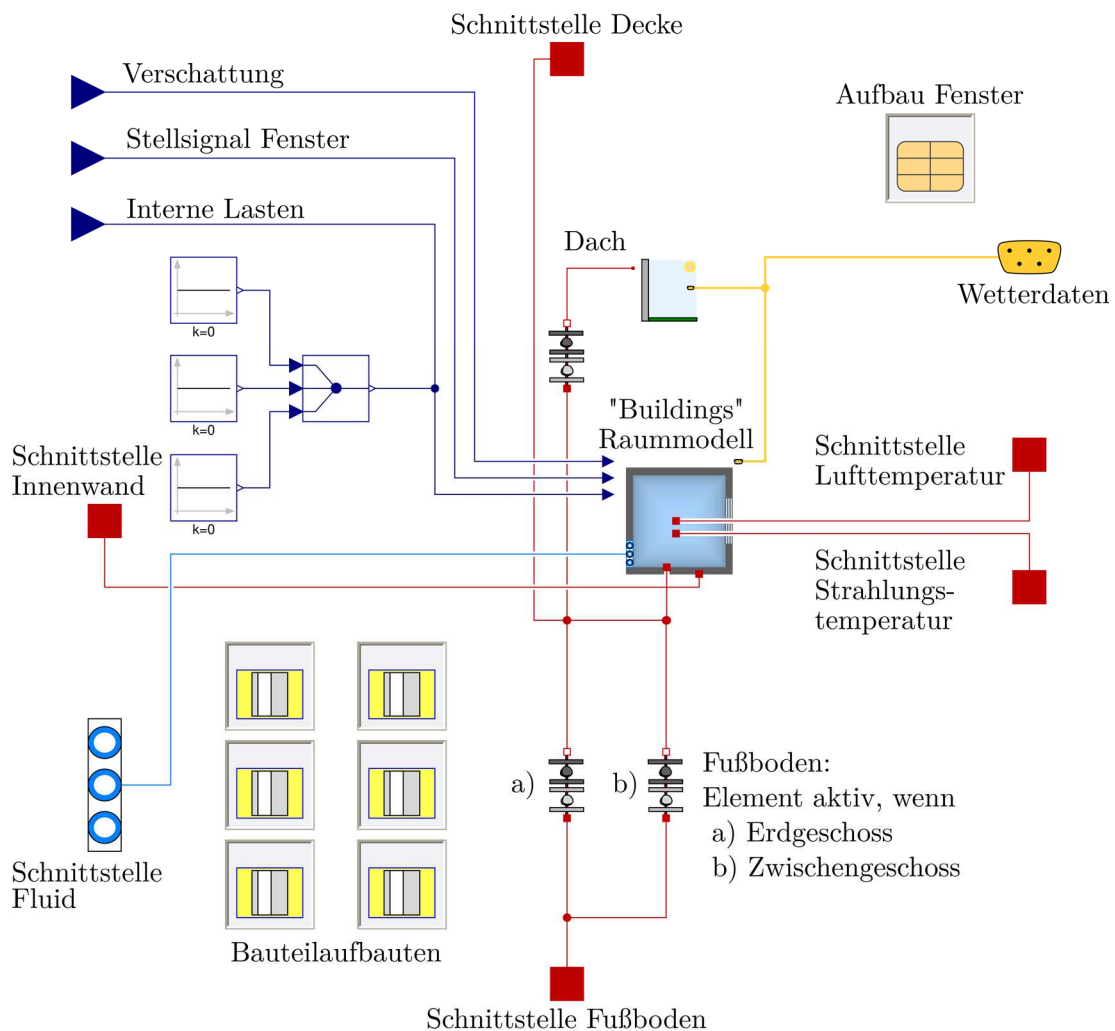 Schnittstelle Decke
Verschattung
Aufbau Fenster
Stellsignal Fenster
Interne Lasten
Dach
Wetterdaten
k=0
k=0
"Buildings"
Raummodell
Schnittstelle
Innenwand
k=0
Schnittstelle
Lufttemperatur
Schnittstelle
Strahlungs-
temperatur
a)
b)
Fußboden:
Element aktiv, wenn
a) Erdgeschoss
b) Zwischengeschoss
Schnittstelle
Fluid
Bauteilaufbauten
Schnittstelle Fußboden